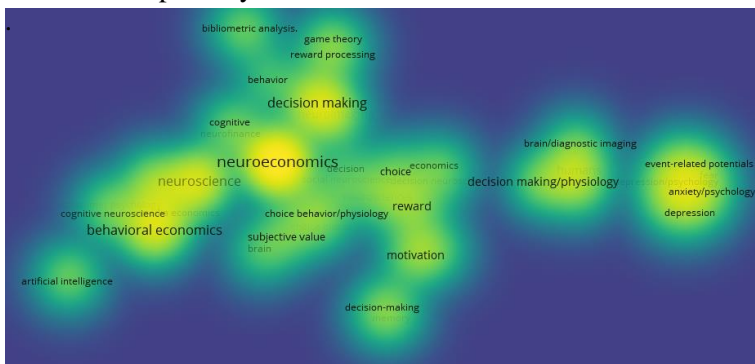 bibliometric analysis.
game theory
reward processing
behavior
decision making
cognitive
neurofinance
neuroeconomics
decision
choice
economics
brain/diagnostic imaging
event-related potentials
neuroscience
decision making/physiology
anxiety/psychology
reward
cognitive neuroscience
choice behavior/physiology
depression
behavioral economics
subjective value
brain
motivation
artificial intelligence
decision-making